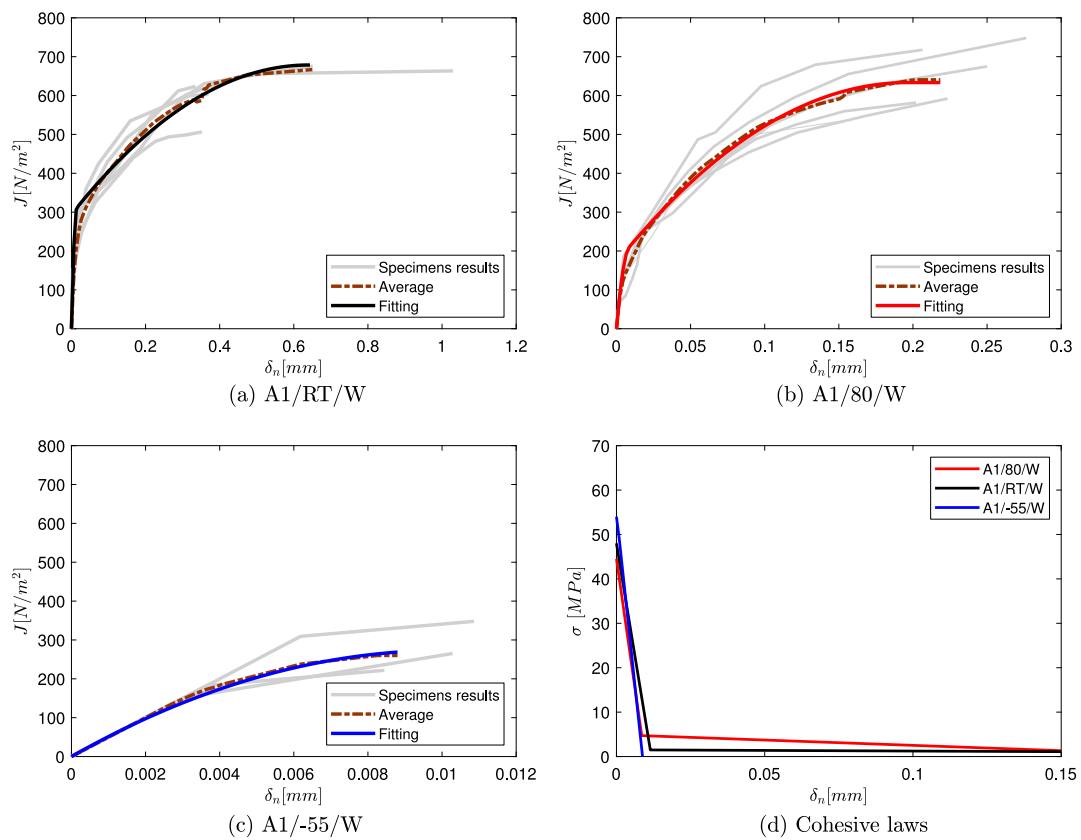 800
700
600
500
400
300
200
100
0
J[N/m²]
0 0.2 0.4 0.6 0.8 1 1.2
δₙ[mm]
Specimens results
Average
Fitting
(a) A1/RT/W
800
700
600
500
400
300
200
100
0
J[N/m²]
0 0.05 0.1 0.15 0.2 0.25 0.3
δₙ[mm]
Specimens results
Average
Fitting
(b) A1/80/W
800
700
600
500
400
300
200
100
0
J[N/m²]
0 0.002 0.004 0.006 0.008 0.01 0.012
δₙ[mm]
Specimens results
Average
Fitting
(c) A1/-55/W
70
60
50
40
30
20
10
0
σ [MPa]
0 0.05 0.1 0.15
δₙ[mm]
A1/80/W
A1/RT/W
A1/-55/W
(d) Cohesive laws